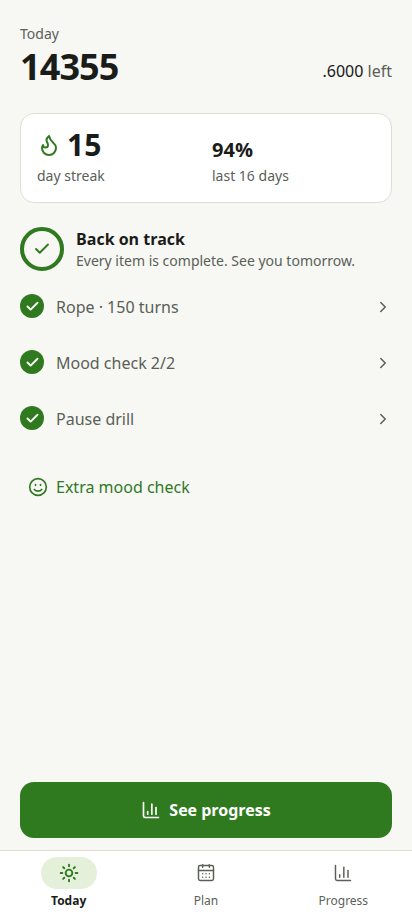 Today
14355
.6000 left
15
day streak
94%
last 16 days
Back on track
Every item is complete. See you tomorrow.
Rope · 150 turns
Mood check 2/2
Pause drill
Extra mood check
See progress
Today
Plan
Progress